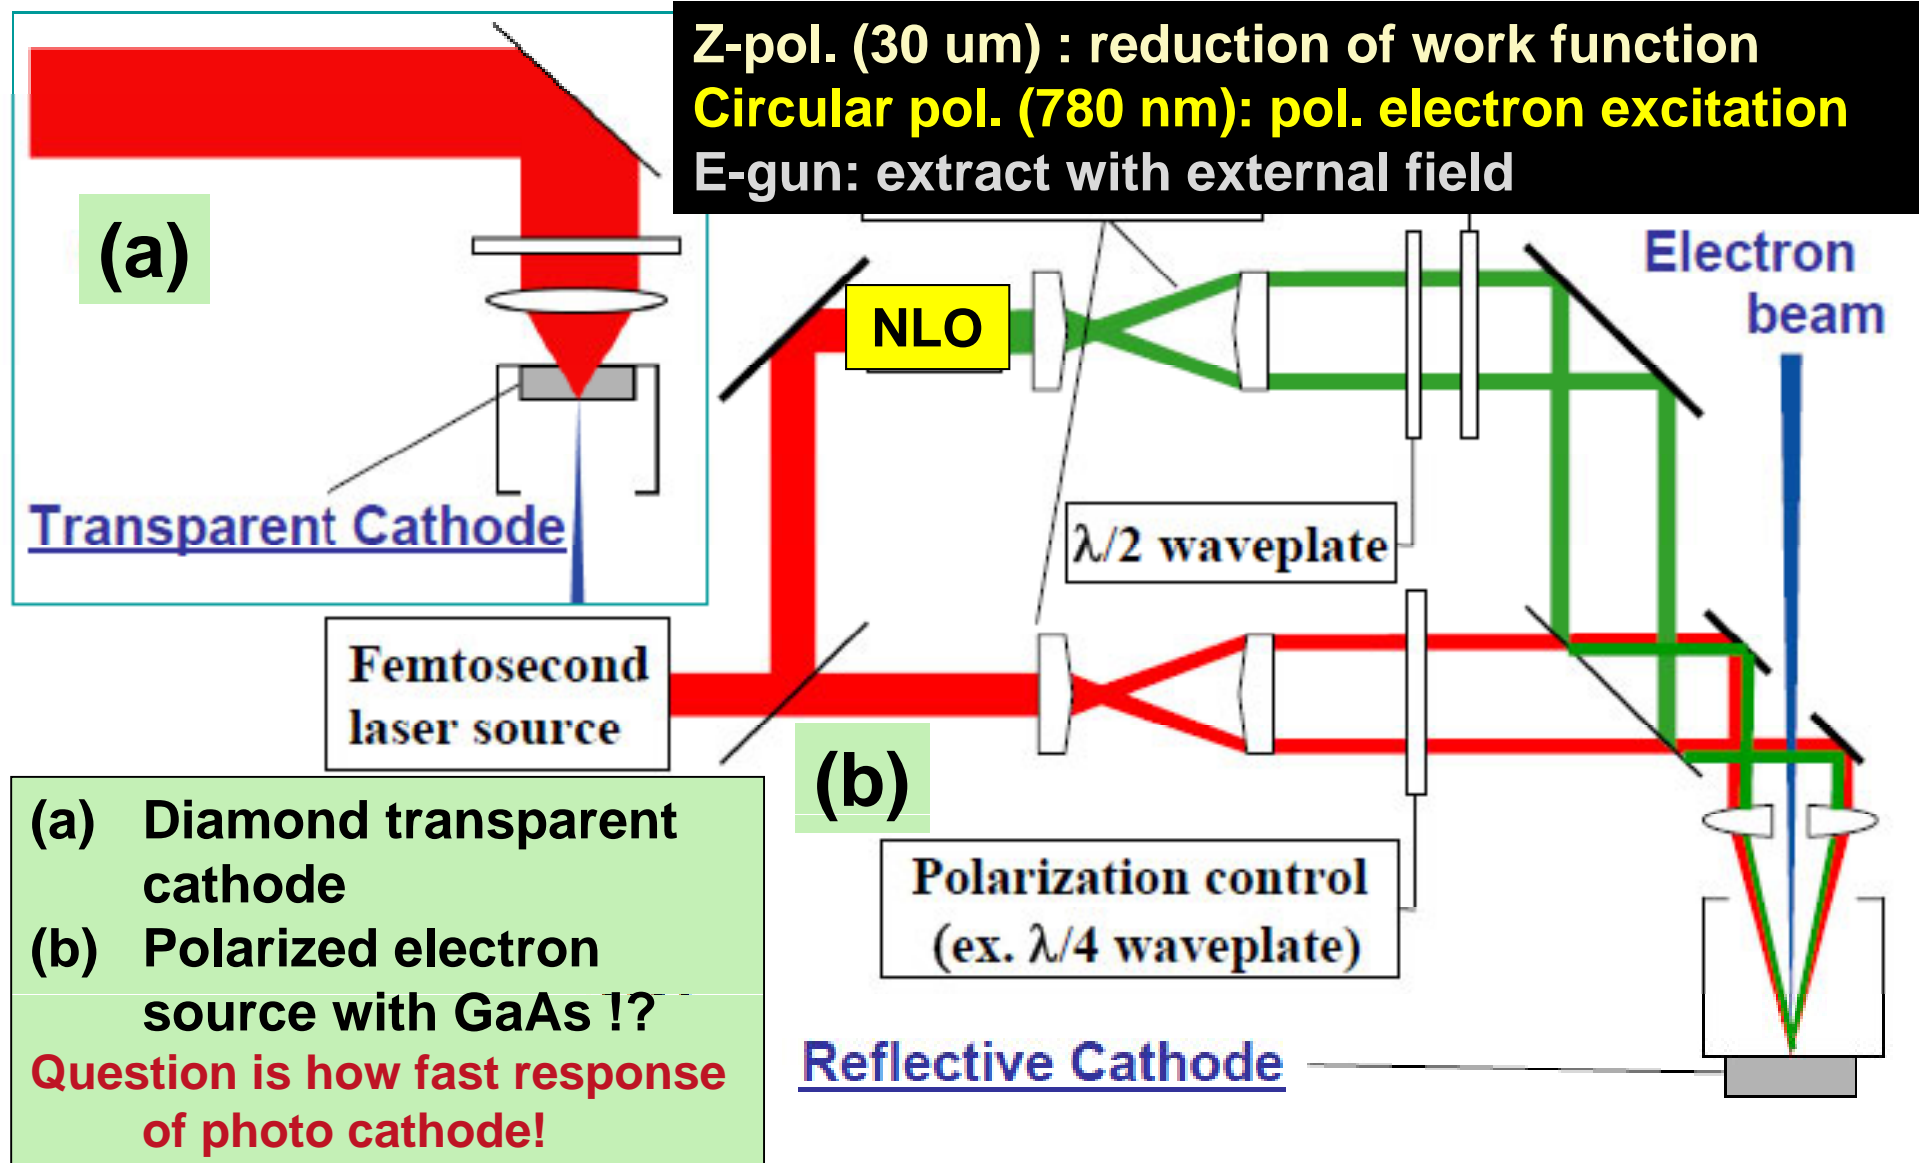 Z-pol. (30 um) : reduction of work function
Circular pol. (780 nm): pol. electron excitation
E-gun: extract with external field
(a)
Electron
beam
NLO
Transparent Cathode
λ/2 waveplate
Femtosecond
laser source
(b)
Polarization control
(ex. λ/4 waveplate)
(a) Diamond transparent
cathode
(b) Polarized electron
source with GaAs !?
Question is how fast response
of photo cathode!
Reflective Cathode